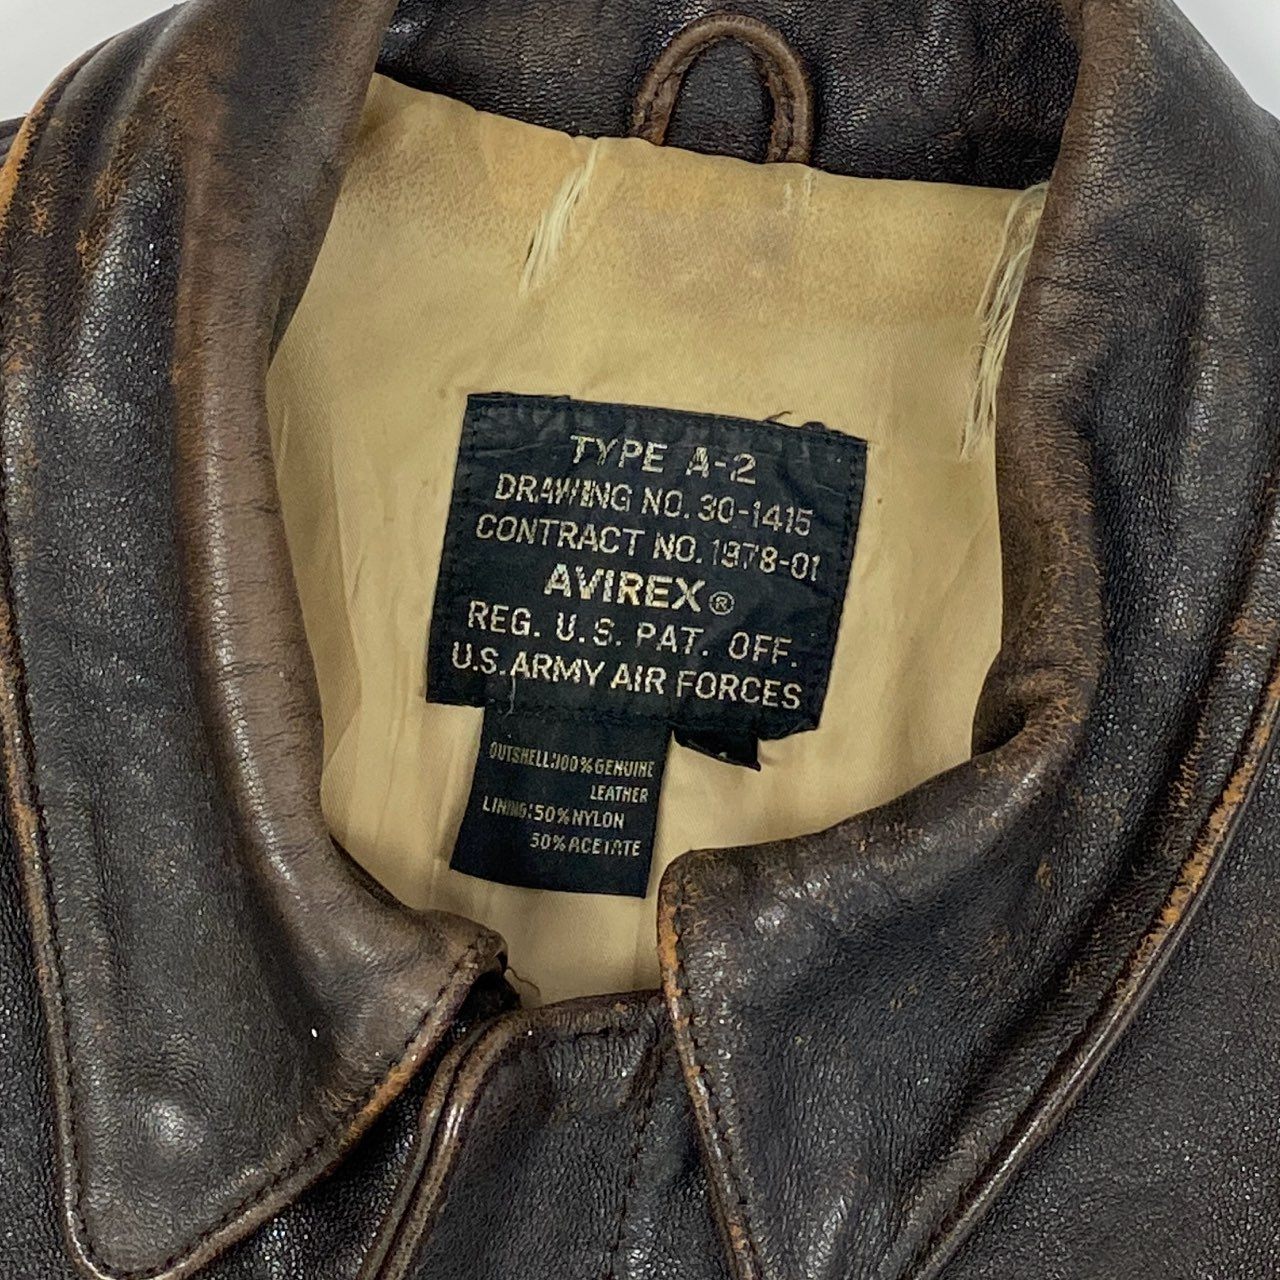 TYPE A-2
DRAWING NO. 30-1415
CONTRACT NO. 1978-01
AVIREX®
REG. U.S. PAT. OFF.
U.S. ARMY AIR FORCES
OUTSHELL:100% GENUINE
LEATHER
LINING:50% NYLON
50% ACETATE